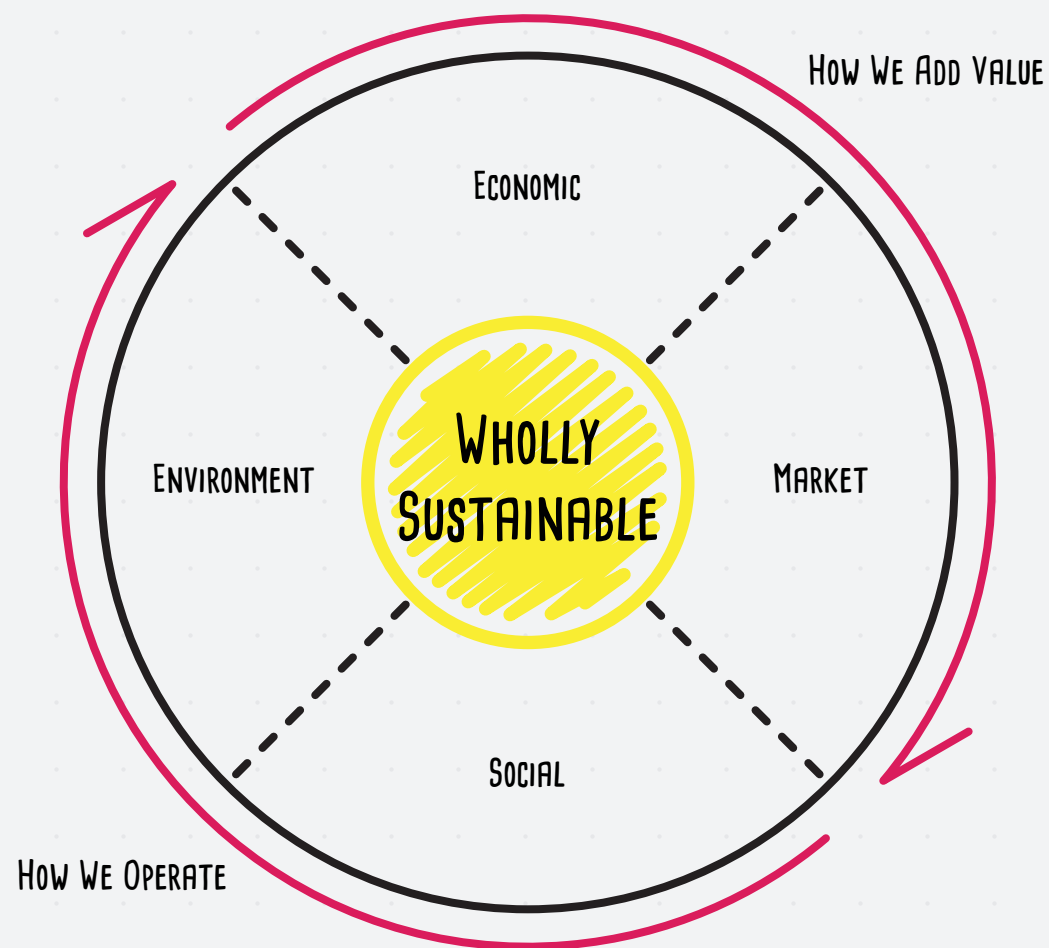 How We Add Value
Economic
Environment
Wholly
Sustainable
Market
Social
How We Operate